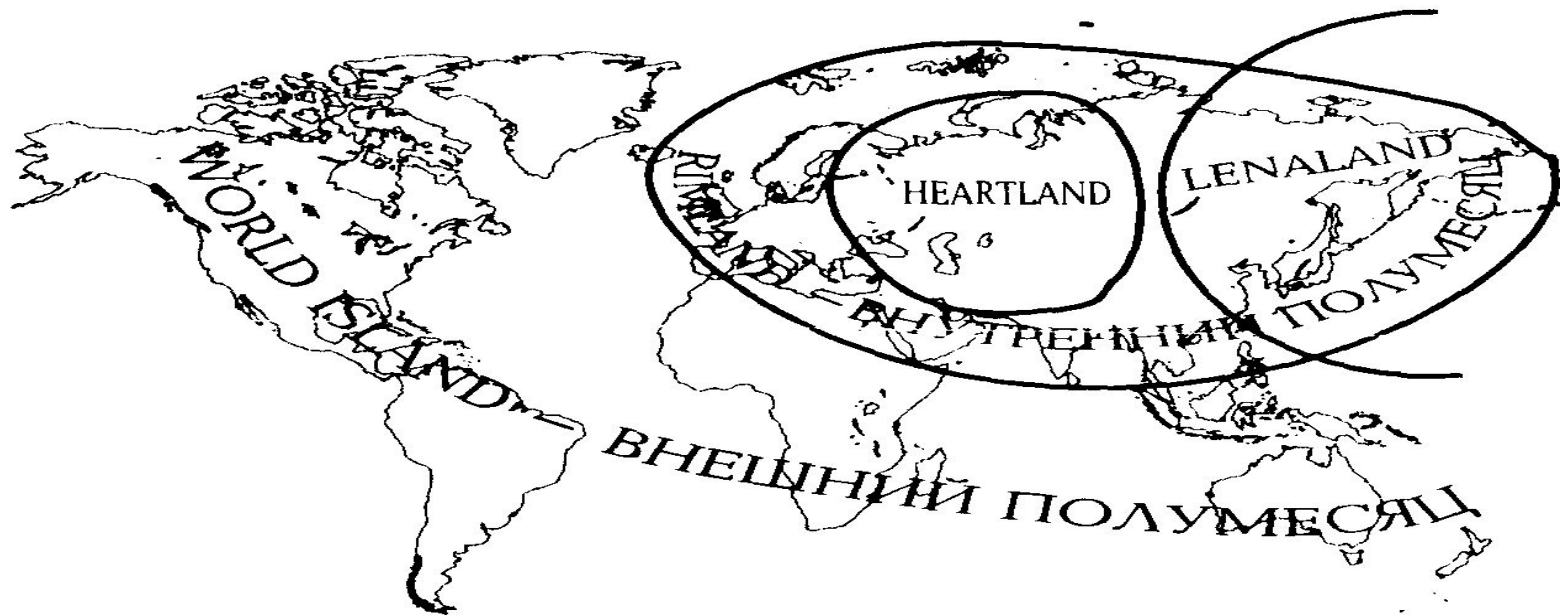 WORLD ISLAND – ВНЕШНИЙ ПОЛУМЕСЯЦ
RIMLAND – ВНУТРЕННИЙ ПОЛУМЕСЯЦ
HEARTLAND
LENALAND